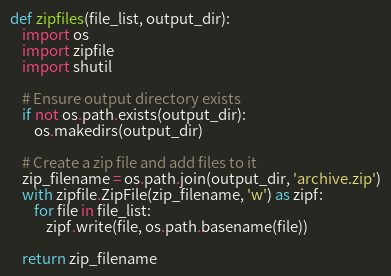 def zipfiles(file_list, output_dir):
    import os
    import zipfile
    import shutil

    # Ensure output directory exists
    if not os.path.exists(output_dir):
        os.makedirs(output_dir)

    # Create a zip file and add files to it
    zip_filename = os.path.join(output_dir, 'archive.zip')
    with zipfile.ZipFile(zip_filename, 'w') as zipf:
        for file in file_list:
            zipf.write(file, os.path.basename(file))

    return zip_filename